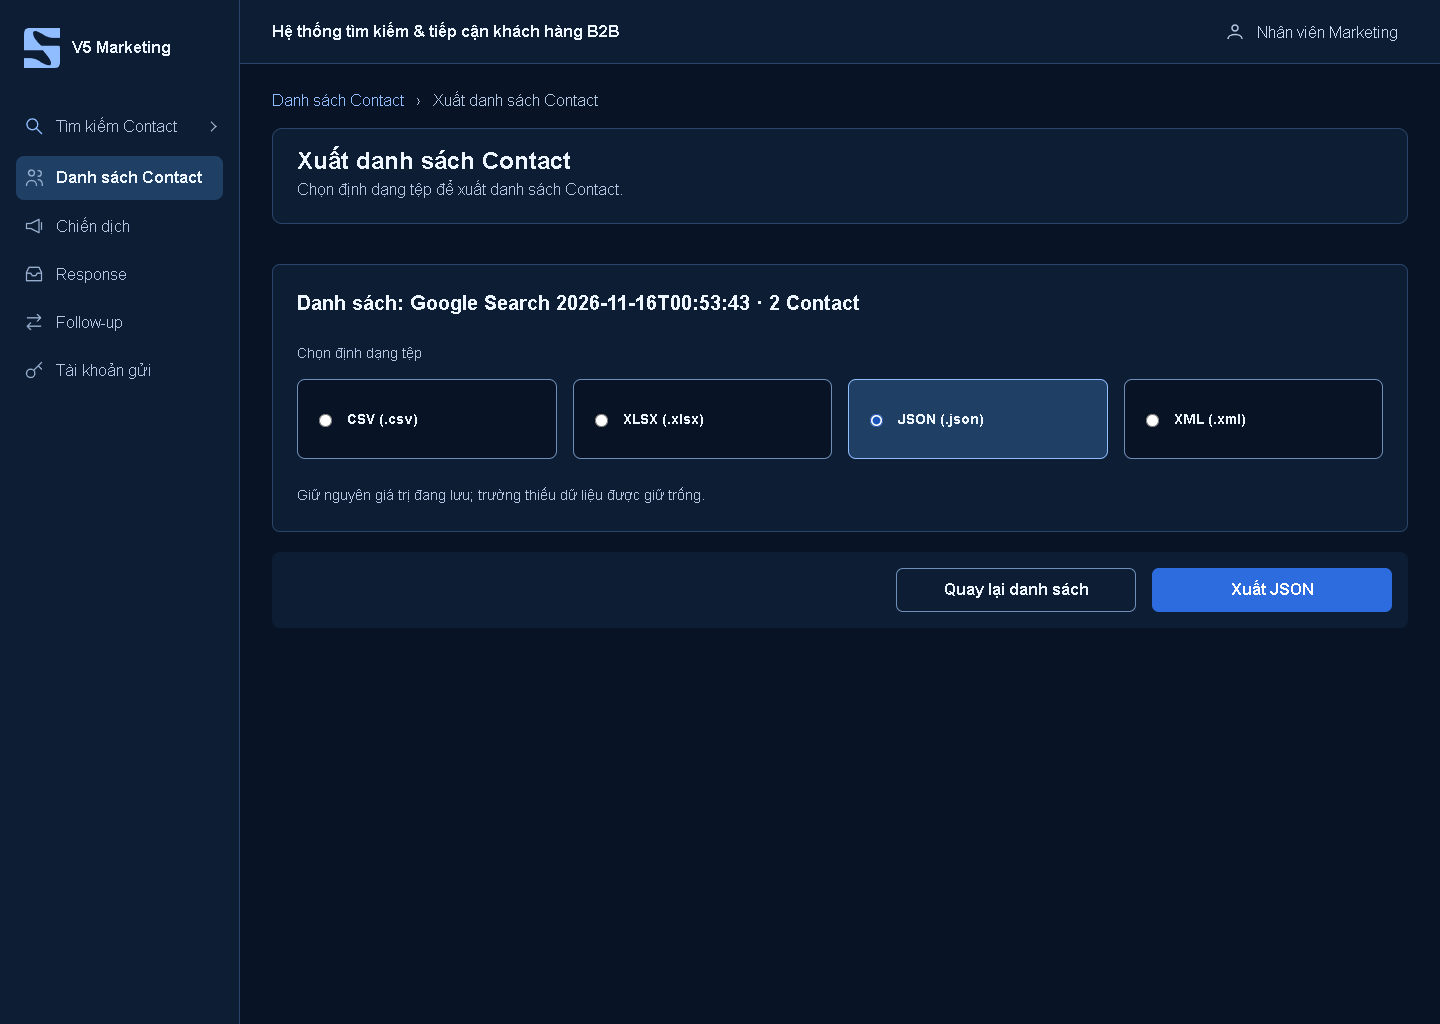 V5 Marketing
Hệ thống tìm kiếm & tiếp cận khách hàng B2B
Nhân viên Marketing
Tìm kiếm Contact
Danh sách Contact
Chiến dịch
Response
Follow-up
Tài khoản gửi
Danh sách Contact › Xuất danh sách Contact
Xuất danh sách Contact
Chọn định dạng tệp để xuất danh sách Contact.
Danh sách: Google Search 2026-11-16T00:53:43 · 2 Contact
Chọn định dạng tệp
CSV (.csv)
XLSX (.xlsx)
JSON (.json)
XML (.xml)
Giữ nguyên giá trị đang lưu; trường thiếu dữ liệu được giữ trống.
Quay lại danh sách
Xuất JSON